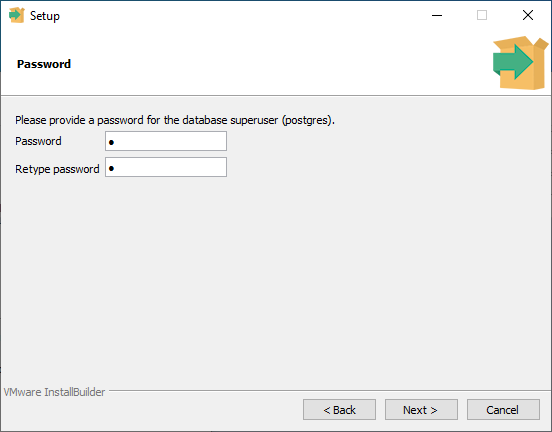 Setup
Password
Please provide a password for the database superuser (postgres).
Password
Retype password
VMware InstallBuilder
< Back
Next >
Cancel